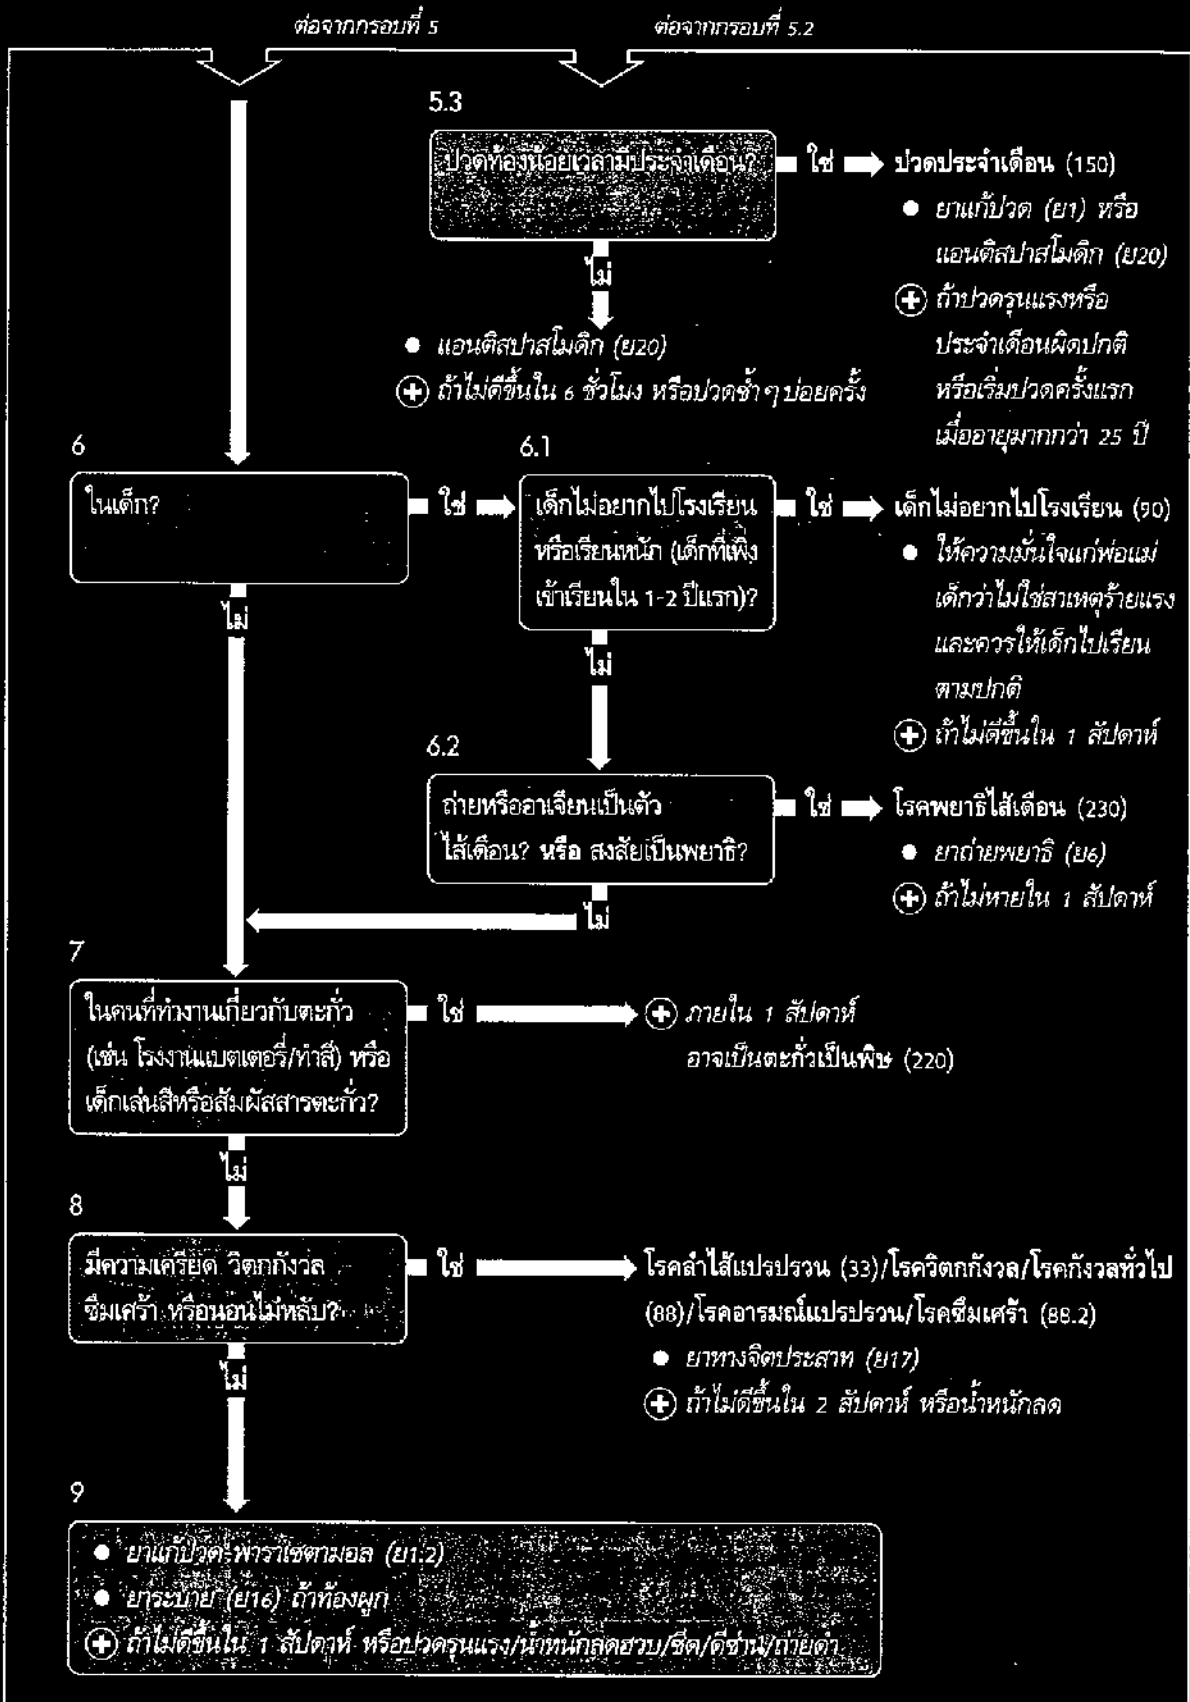 ต่อจากกรอบที่ 5
ต่อจากกรอบที่ 5.2
5.3
ปวดท้องน้อยเวลามีประจำเดือน?
ใช่
ปวดประจำเดือน (150)
● ยาแก้ปวด (ย1) หรือ
แอนติสปาสโมดิก (ย20)
⊕ ถ้าปวดรุนแรงหรือ
ประจำเดือนผิดปกติ
หรือเริ่มปวดครั้งแรก
เมื่ออายุมากกว่า 25 ปี
ไม่
● แอนติสปาสโมดิก (ย20)
⊕ ถ้าไม่ดีขึ้นใน 6 ชั่วโมง หรือปวดซ้ำๆ บ่อยครั้ง
6
ในเด็ก?
ใช่
6.1
เด็กไม่อยากไปโรงเรียน
หรือเรียนหนัก (เด็กที่เพิ่ง
เข้าเรียนใน 1-2 ปีแรก)?
ใช่
เด็กไม่อยากไปโรงเรียน (90)
● ให้ความมั่นใจแก่พ่อแม่
เด็กว่าไม่ใช่สาเหตุร้ายแรง
และควรให้เด็กไปเรียน
ตามปกติ
⊕ ถ้าไม่ดีขึ้นใน 1 สัปดาห์
ไม่
ไม่
6.2
ถ่ายหรืออาเจียนเป็นตัว
ไส้เดือน? หรือ สงสัยเป็นพยาธิ?
ใช่
โรคพยาธิไส้เดือน (230)
● ยาถ่ายพยาธิ (ย6)
⊕ ถ้าไม่หายใน 1 สัปดาห์
ไม่
7
ในคนที่ทำงานเกี่ยวกับตะกั่ว
(เช่น โรงงานแบตเตอรี่/ทำสี) หรือ
เด็กเล่นสีหรือสัมผัสสารตะกั่ว?
ใช่
⊕ ภายใน 1 สัปดาห์
อาจเป็นตะกั่วเป็นพิษ (220)
ไม่
8
มีความเครียด วิตกกังวล
ซึมเศร้า หรือนอนไม่หลับ?
ใช่
โรคลำไส้แปรปรวน (33)/โรควิตกกังวล/โรคกังวลทั่วไป
(88)/โรคอารมณ์แปรปรวน/โรคซึมเศร้า (88.2)
● ยาทางจิตประสาท (ย17)
⊕ ถ้าไม่ดีขึ้นใน 2 สัปดาห์ หรือน้ำหนักลด
ไม่
9
● ยาแก้ปวด-พาราเซตามอล (ย1.2)
● ยาระบาย (ย16) ถ้าท้องผูก
⊕ ถ้าไม่ดีขึ้นใน 1 สัปดาห์ หรือปวดรุนแรง/น้ำหนักลดฮวบ/ซีด/ดีซ่าน/ถ่ายดำ